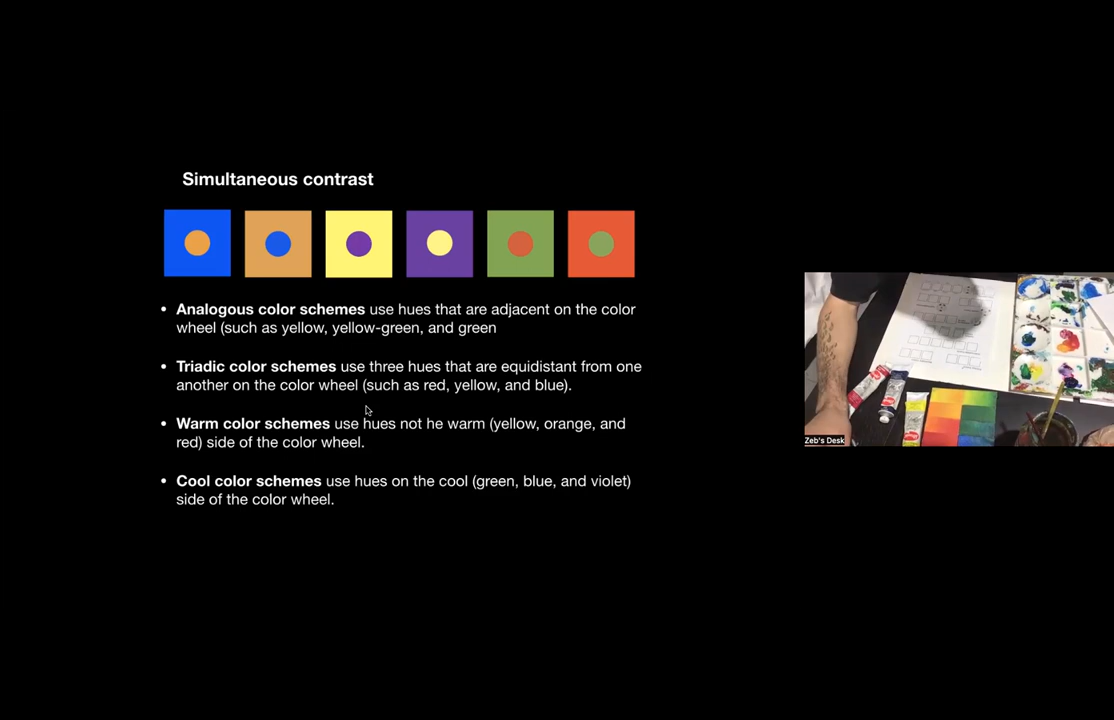 Simultaneous contrast
• Analogous color schemes use hues that are adjacent on the color
wheel (such as yellow, yellow-green, and green
• Triadic color schemes use three hues that are equidistant from one
another on the color wheel (such as red, yellow, and blue).
• Warm color schemes use hues not he warm (yellow, orange, and
red) side of the color wheel.
• Cool color schemes use hues on the cool (green, blue, and violet)
side of the color wheel.
Zeb's Desk